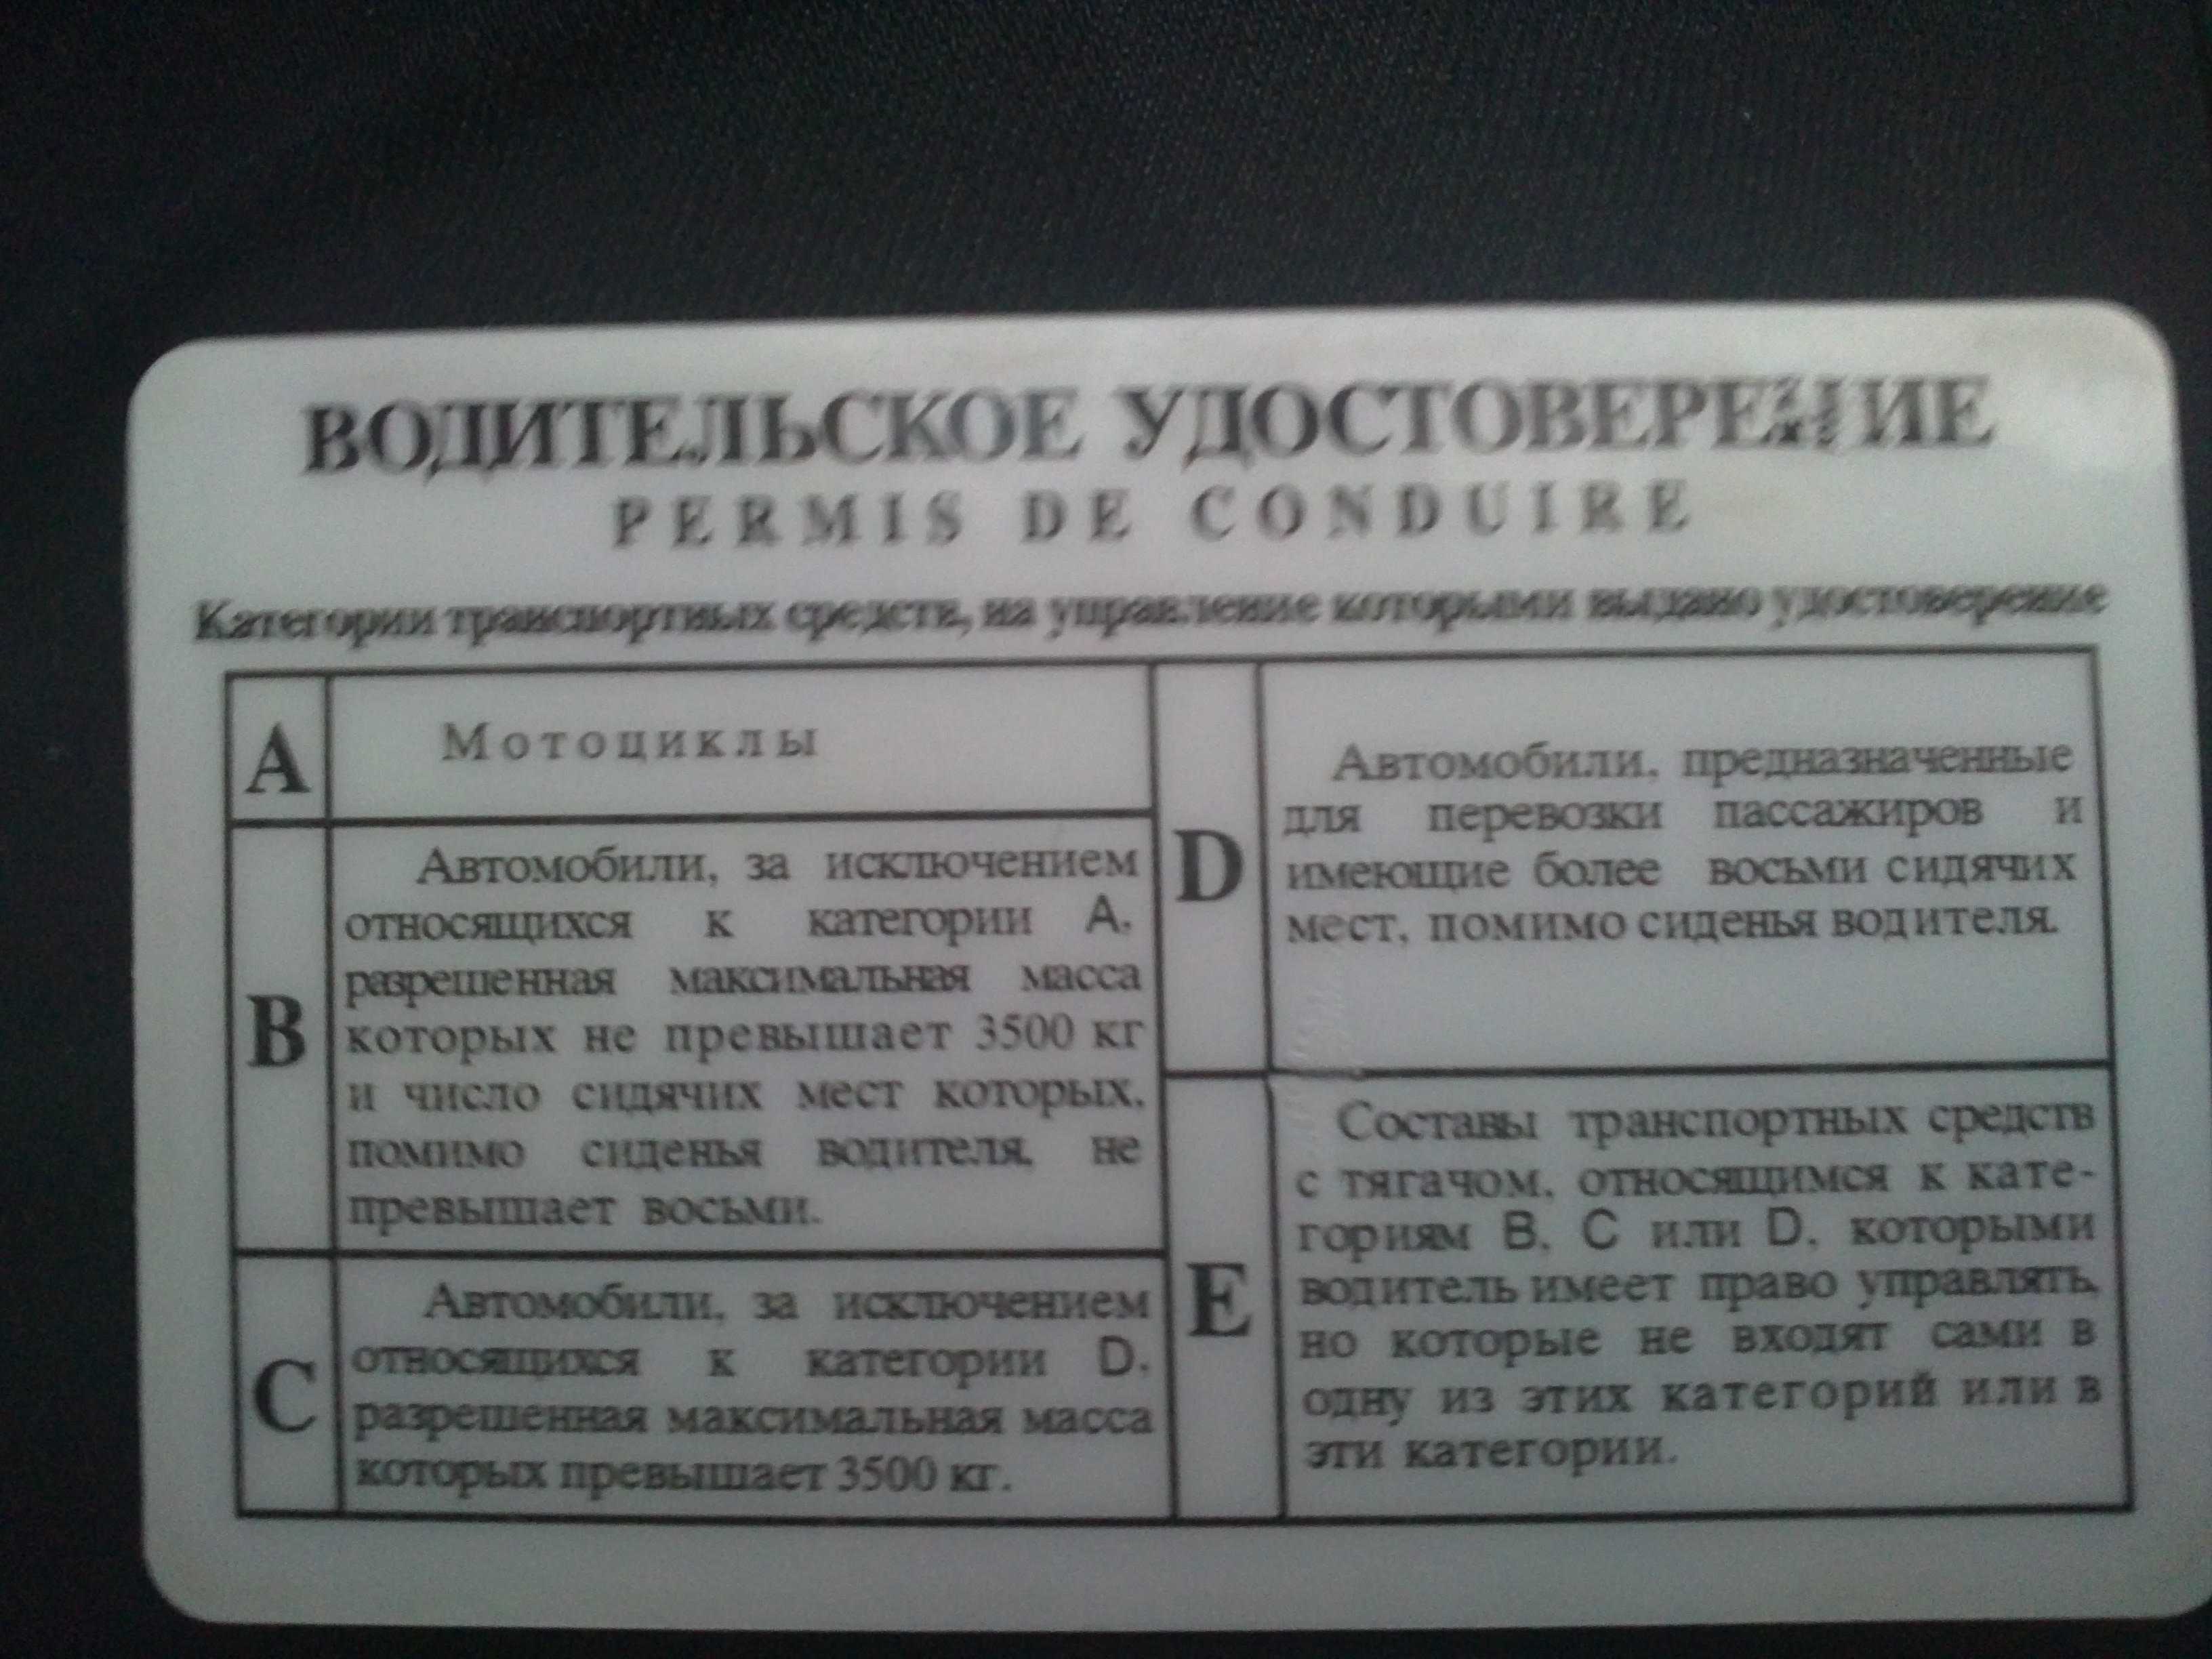 ВОДИТЕЛЬСКОЕ УДОСТОВЕРЕНИЕ
PERMIS DE CONDUIRE
Категории транспортных средств, на управление которыми выдано удостоверение
A
Мотоциклы
B
Автомобили, за исключением
относящихся к категории А,
разрешенная максимальная масса
которых не превышает 3500 кг
и число сидячих мест которых,
помимо сиденья водителя, не
превышает восьми.
C
Автомобили, за исключением
относящихся к категории D,
разрешенная максимальная масса
которых превышает 3500 кг.
D
Автомобили, предназначенные
для перевозки пассажиров и
имеющие более восьми сидячих
мест, помимо сиденья водителя.
E
Составы транспортных средств
с тягачом, относящимся к кате-
гориям B, C или D, которыми
водитель имеет право управлять,
но которые не входят сами в
одну из этих категорий или в
эти категории.